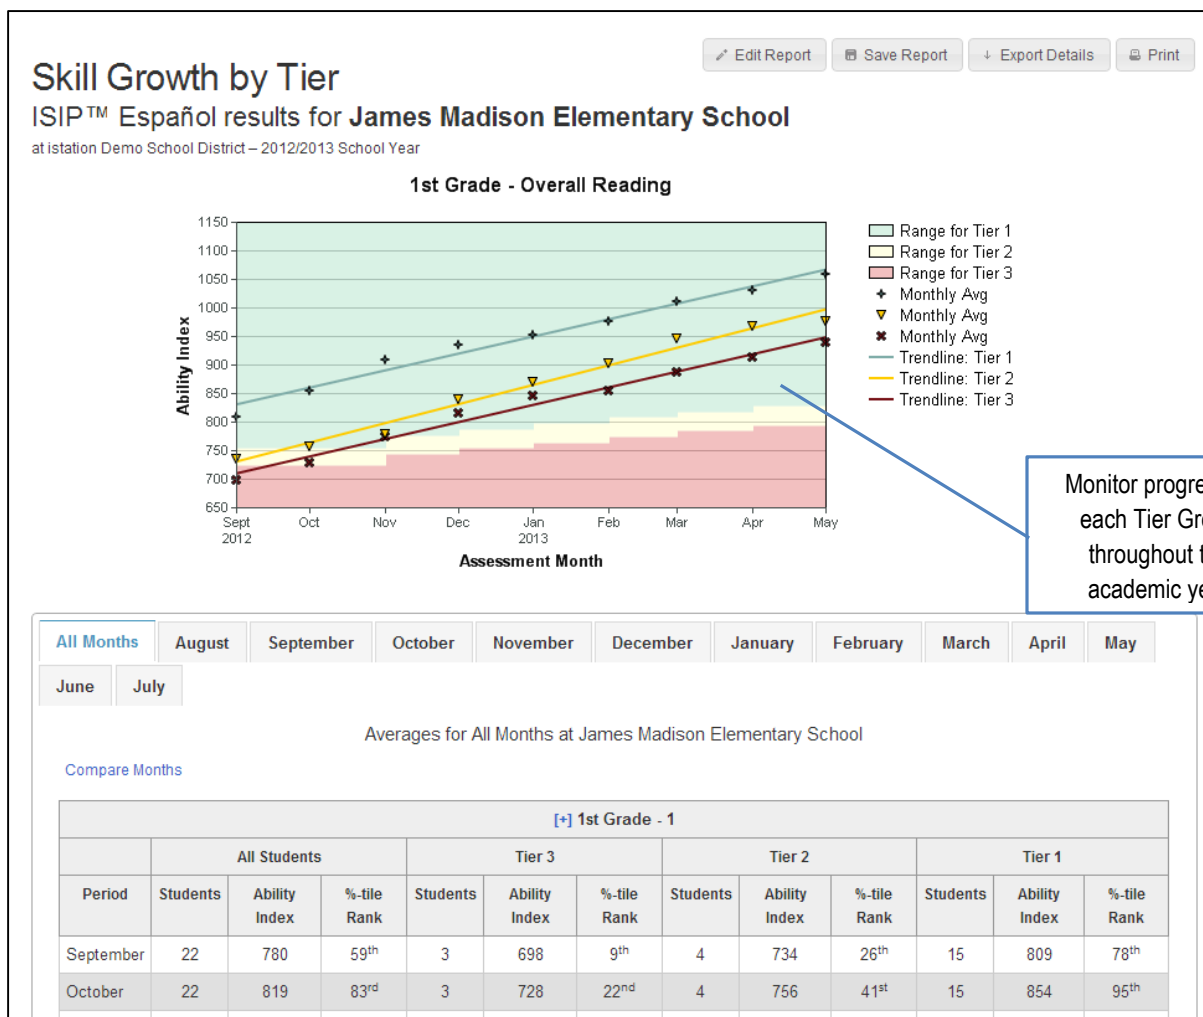 Edit Report Save Report Export Details Print
Skill Growth by Tier
ISIP™ Español results for James Madison Elementary School
at istation Demo School District – 2012/2013 School Year
1st Grade - Overall Reading
Ability Index
1150
1100
1050
1000
950
900
850
800
750
700
650
Sept 2012 Oct Nov Dec Jan 2013 Feb Mar Apr May
Assessment Month
Range for Tier 1
Range for Tier 2
Range for Tier 3
Monthly Avg
Monthly Avg
Monthly Avg
Trendline: Tier 1
Trendline: Tier 2
Trendline: Tier 3
Monitor progre
each Tier Gr
throughout t
academic ye
All Months August September October November December January February March April May
June July
Averages for All Months at James Madison Elementary School
Compare Months
[+] 1st Grade - 1
All Students Tier 3 Tier 2 Tier 1
Period Students Ability Index %-tile Rank Students Ability Index %-tile Rank Students Ability Index %-tile Rank Students Ability Index %-tile Rank
September 22 780 59th 3 698 9th 4 734 26th 15 809 78th
October 22 819 83rd 3 728 22nd 4 756 41st 15 854 95th